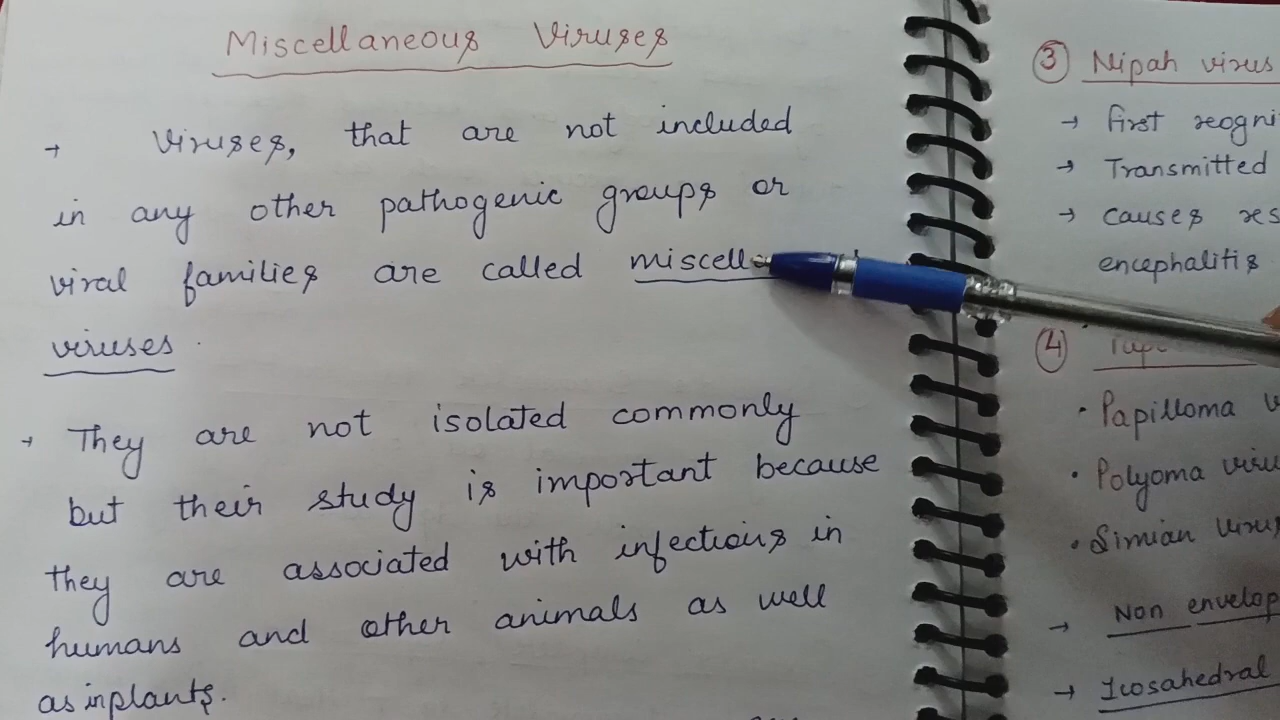 Miscellaneous Viruses
→ Viruses, that are not included
in any other pathogenic groups or
viral families are called miscell
viruses.
→ They are not isolated commonly
but their study is important because
they are associated with infections in
humans and other animals as well
as in plants.
③ Nipah virus
→ first
→ Transmitted
→ causes
encephalitis
④
• Papilloma
• Polyoma
• Simian
→ Non
→ Icosahedral